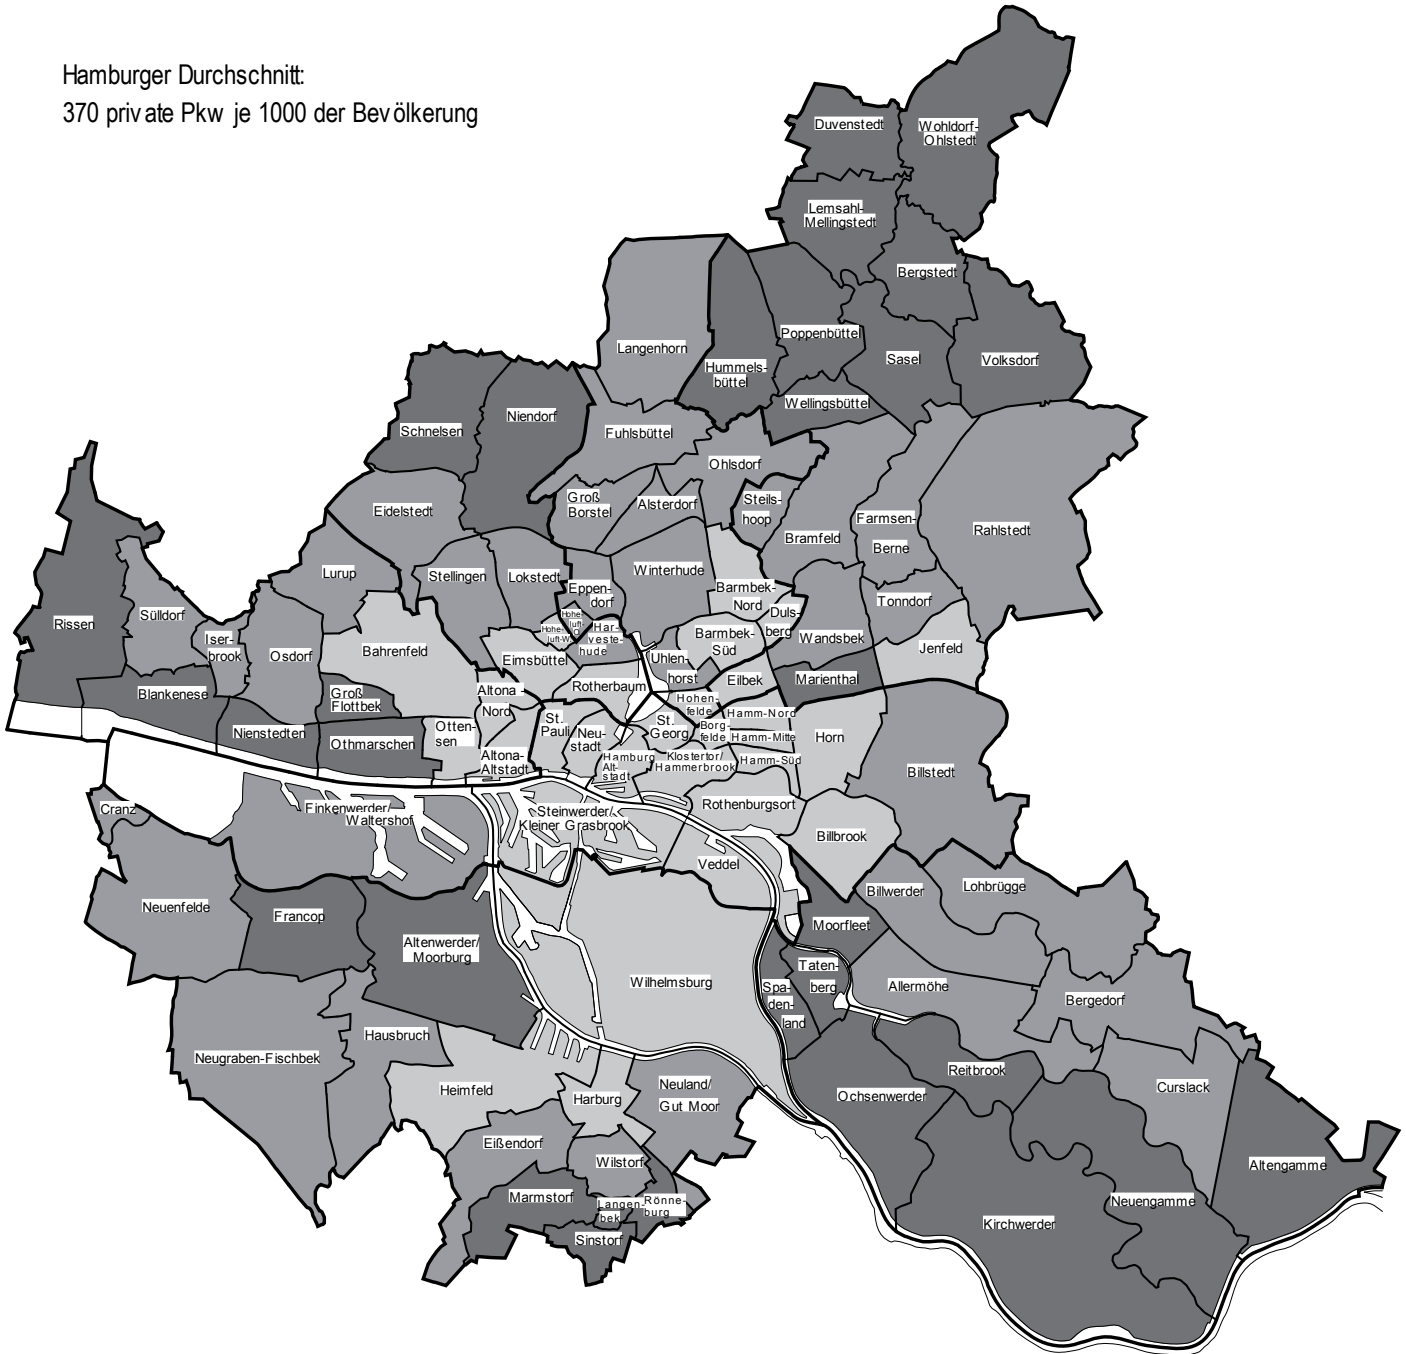 Hamburger Durchschnitt:
370 private Pkw je 1000 der Bevölkerung
Duvenstedt
Wohldorf-
Ohlstedt
Lemsahl-
Mellingstedt
Bergstedt
Poppenbüttel
Langenhorn
Sasel
Volksdorf
Hummels-
büttel
Wellingsbüttel
Niendorf
Schnelsen
Fuhlsbüttel
Ohlsdorf
Groß
Borstel
Alsterdorf
Steils-
hoop
Eidelstedt
Farmsen-
Berne
Rahlstedt
Bramfeld
Lurup
Stellingen
Lokstedt
Winterhude
Eppen-
dorf
Barmbek-
Nord
Duls-
berg
Tonndorf
Rissen
Sülldorf
Iser-
brook
Osdorf
Bahrenfeld
Hohe-
luft-
O.
Hohe-
luft-W.
Har-
veste-
hude
Barmbek-
Süd
Wandsbek
Jenfeld
Eimsbüttel
Uhlen-
horst
Eilbek
Marienthal
Blankenese
Groß
Flottbek
Altona -
Nord
Rotherbaum
Hohen-
felde
Nienstedten
Othmarschen
Otten-
sen
St.
Pauli
Neu-
stadt
St.
Georg
Borg-
felde
Hamm-Nord
Hamm-Mitte
Hamm-Süd
Horn
Altona-
Altstadt
Hamburg
Alt-
stadt
Klostertor/
Hammerbrook
Billstedt
Cranz
Finkenwerder/
Waltershof
Steinwerder/
Kleiner Grasbrook
Rothenburgsort
Billbrook
Veddel
Neuenfelde
Francop
Altenwerder/
Moorburg
Billwerder
Lohbrügge
Moorfleet
Wilhelmsburg
Spa-
den-
land
Taten-
berg
Allermöhe
Bergedorf
Neugraben-Fischbek
Hausbruch
Heimfeld
Harburg
Neuland/
Gut Moor
Reitbrook
Ochsenwerder
Curslack
Eißendorf
Wilstorf
Altengamme
Marmstorf
Langen-
bek
Rönne-
burg
Neuengamme
Sinstorf
Kirchwerder